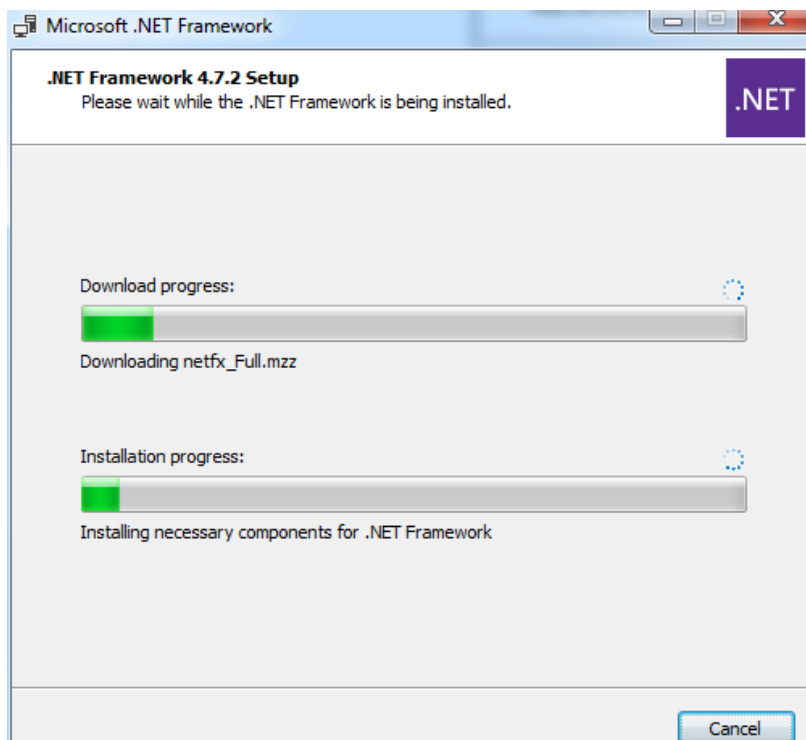 Microsoft .NET Framework
.NET Framework 4.7.2 Setup
Please wait while the .NET Framework is being installed.
.NET
Download progress:
Downloading netfx_Full.mzz
Installation progress:
Installing necessary components for .NET Framework
Cancel